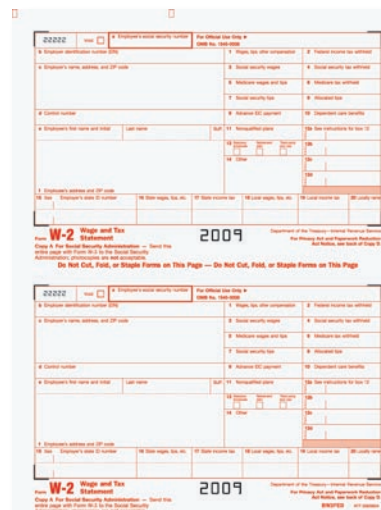 22222 Void a Employee's social security number For Official Use Only ▶
OMB No. 1545-0008
b Employer identification number (EIN) 1 Wages, tips, other compensation 2 Federal income tax withheld
c Employer's name, address, and ZIP code 3 Social security wages 4 Social security tax withheld
5 Medicare wages and tips 6 Medicare tax withheld
7 Social security tips 8 Allocated tips
d Control number 9 Advance EIC payment 10 Dependent care benefits
e Employee's first name and initial Last name Suff. 11 Nonqualified plans 12a See instructions for box 12
13 12b
14 Other 12c
f Employee's address and ZIP code
15 State Employer's state ID number 16 State wages, tips, etc. 17 State income tax 18 Local wages, tips, etc. 19 Local income tax 20 Locality name
Form W-2 Wage and Tax Statement 2009 Department of the Treasury—Internal Revenue Service
For Privacy Act and Paperwork Reduction
Act Notice, see back of Copy D.
Copy A For Social Security Administration — Send this
entire page with Form W-3 to the Social Security
Administration; photocopies are not acceptable.
Do Not Cut, Fold, or Staple Forms on This Page — Do Not Cut, Fold, or Staple Forms on This Page
22222 Void a Employee's social security number For Official Use Only ▶
OMB No. 1545-0008
b Employer identification number (EIN) 1 Wages, tips, other compensation 2 Federal income tax withheld
c Employer's name, address, and ZIP code 3 Social security wages 4 Social security tax withheld
5 Medicare wages and tips 6 Medicare tax withheld
7 Social security tips 8 Allocated tips
d Control number 9 Advance EIC payment 10 Dependent care benefits
e Employee's first name and initial Last name Suff. 11 Nonqualified plans 12a See instructions for box 12
13 12b
14 Other 12c
f Employee's address and ZIP code
15 State Employer's state ID number 16 State wages, tips, etc. 17 State income tax 18 Local wages, tips, etc. 19 Local income tax 20 Locality name
Form W-2 Wage and Tax Statement 2009 Department of the Treasury—Internal Revenue Service
For Privacy Act and Paperwork Reduction
Act Notice, see back of Copy D.
Copy A For Social Security Administration — Send this
entire page with Form W-3 to the Social Security